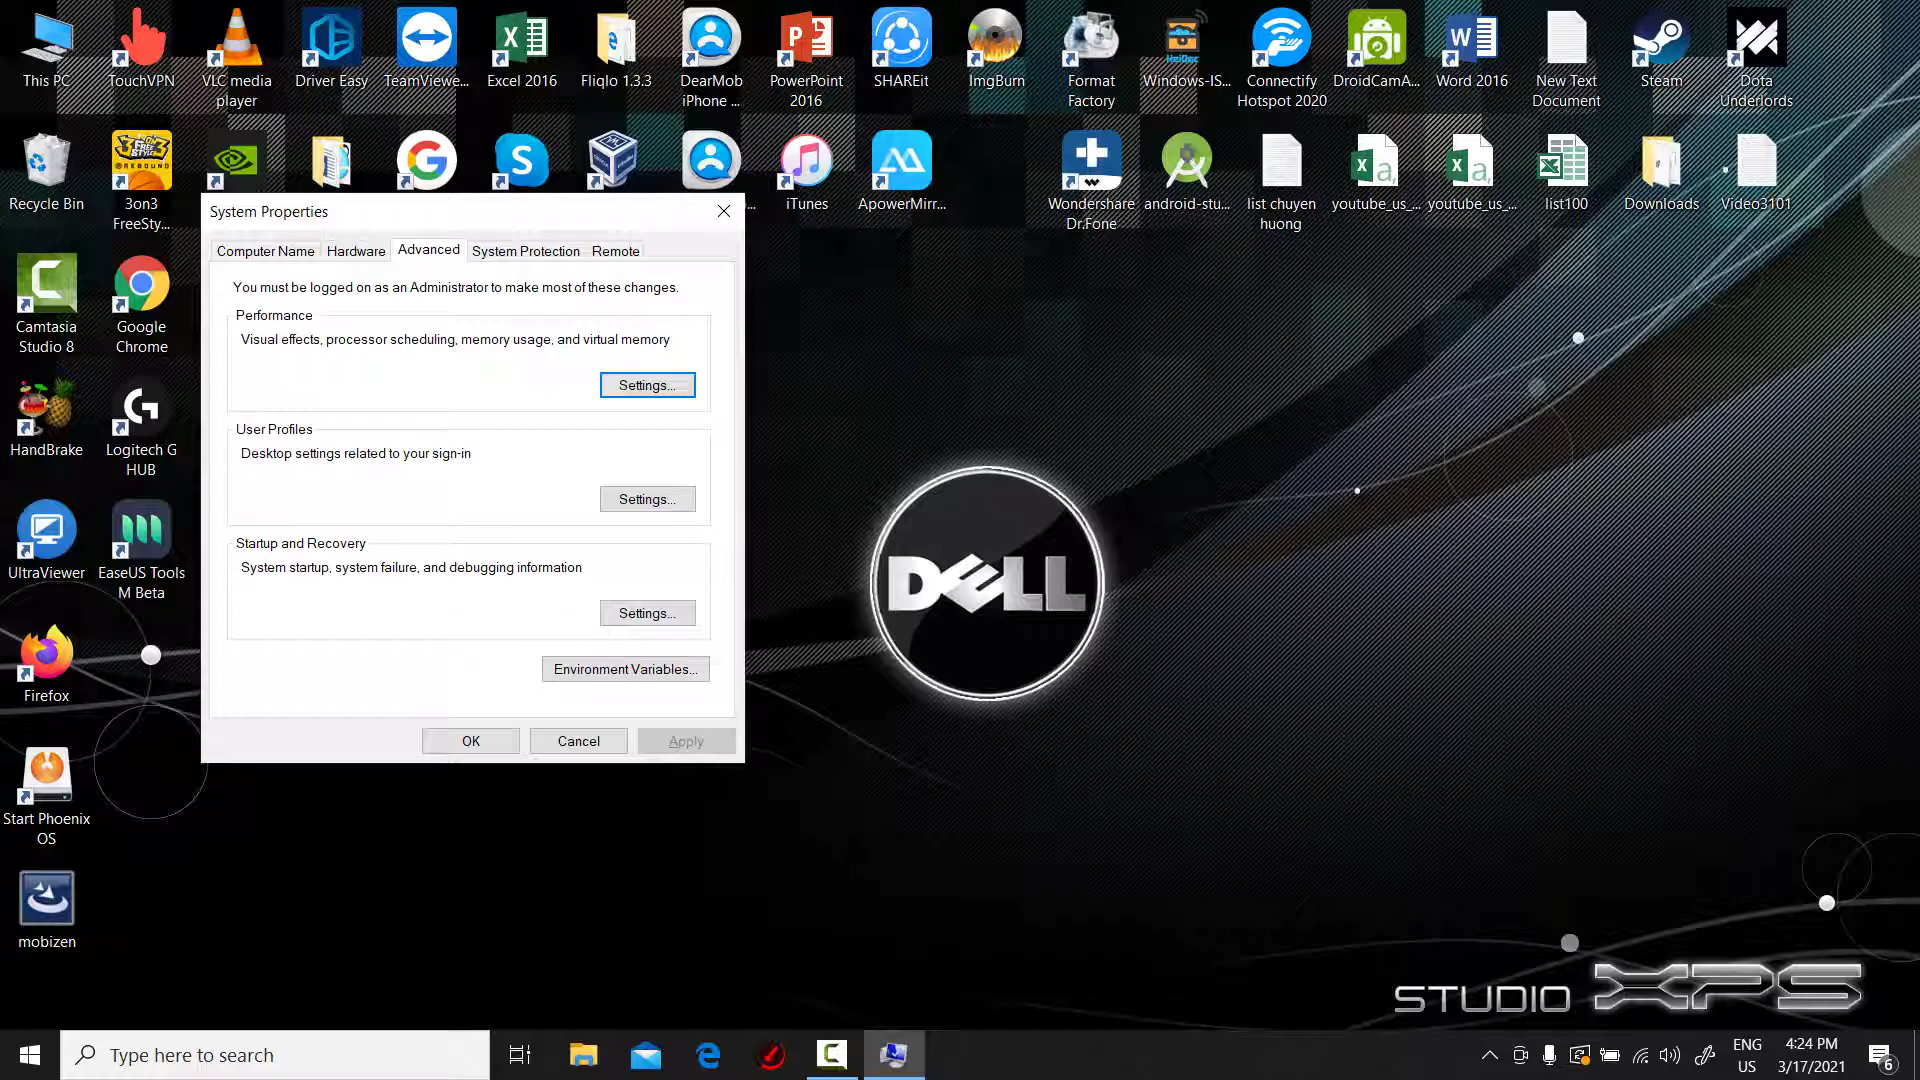 This PC
TouchVPN
VLC media
player
Driver Easy
TeamViewe...
Excel 2016
Fliqlo 1.3.3
DearMob
iPhone ...
PowerPoint
2016
SHAREit
ImgBurn
Format
Factory
Windows-IS...
HeiDoc
Connectify
Hotspot 2020
DroidCamA...
Word 2016
New Text
Document
Steam
Dota
Underlords
Recycle Bin
3on3
FreeSty...
iTunes
ApowerMirr...
Wondershare
Dr.Fone
android-stu...
list chuyen
huong
youtube_us_...
youtube_us_...
list100
Downloads
Video3101
System Properties
Computer Name
Hardware
Advanced
System Protection
Remote
You must be logged on as an Administrator to make most of these changes.
Performance
Visual effects, processor scheduling, memory usage, and virtual memory
Settings...
User Profiles
Desktop settings related to your sign-in
Settings...
Startup and Recovery
System startup, system failure, and debugging information
Settings...
Environment Variables...
OK
Cancel
Apply
Camtasia
Studio 8
Google
Chrome
HandBrake
Logitech G
HUB
UltraViewer
EaseUS Tools
M Beta
Firefox
Start Phoenix
OS
mobizen
DELL
STUDIO XPS
Type here to search
ENG
US
4:24 PM
3/17/2021
6